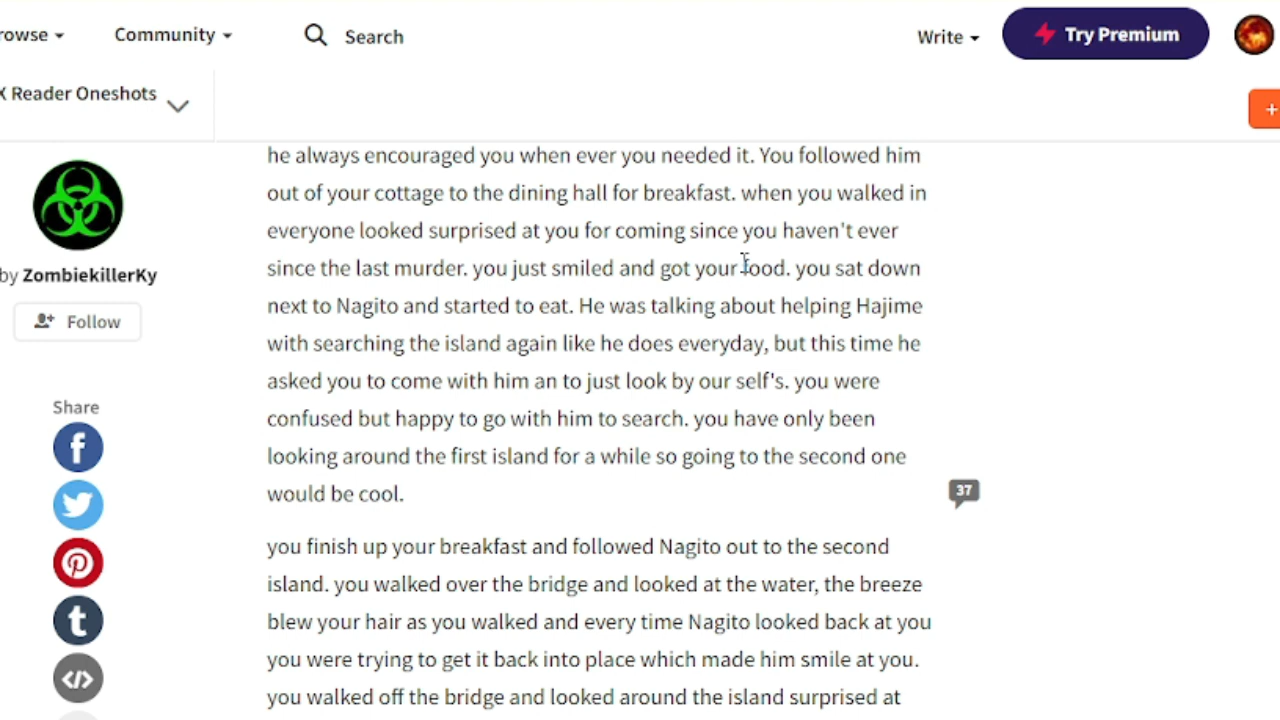 rowse
Community
Search
Write
Try Premium
X Reader Oneshots
+
by ZombiekillerKy
Follow
Share
he always encouraged you when ever you needed it. You followed him
out of your cottage to the dining hall for breakfast. when you walked in
everyone looked surprised at you for coming since you haven't ever
since the last murder. you just smiled and got your food. you sat down
next to Nagito and started to eat. He was talking about helping Hajime
with searching the island again like he does everyday, but this time he
asked you to come with him an to just look by our self's. you were
confused but happy to go with him to search. you have only been
looking around the first island for a while so going to the second one
would be cool.
37
you finish up your breakfast and followed Nagito out to the second
island. you walked over the bridge and looked at the water, the breeze
blew your hair as you walked and every time Nagito looked back at you
you were trying to get it back into place which made him smile at you.
you walked off the bridge and looked around the island surprised at